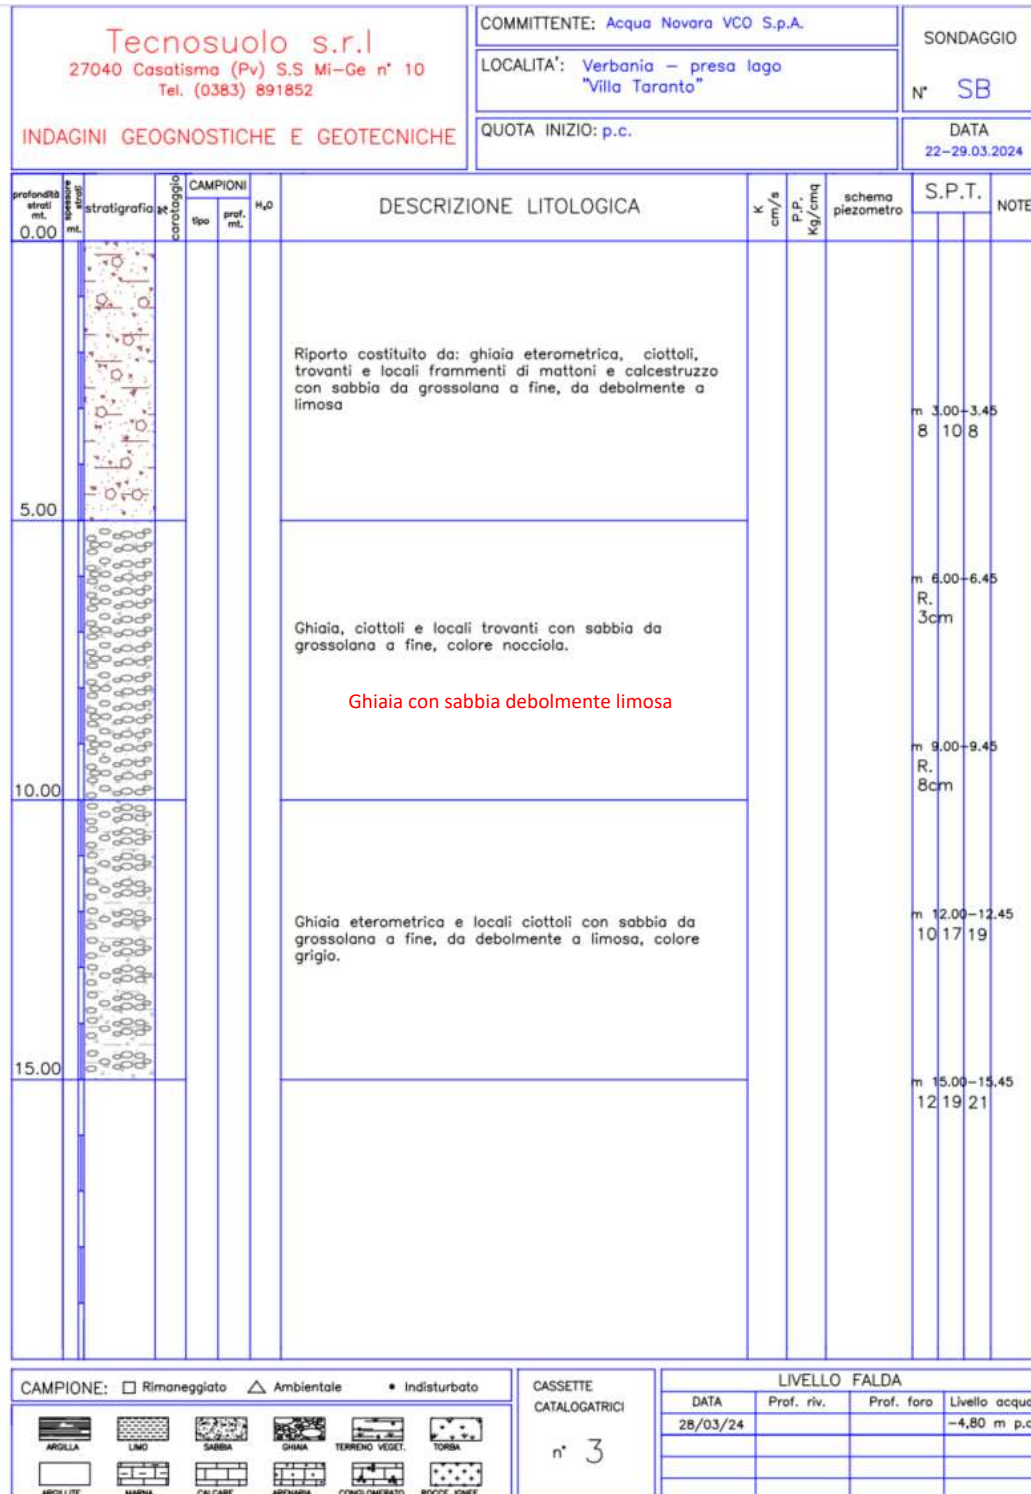 Tecnosuolo s.r.l
27040 Casatisma (Pv) S.S Mi-Ge n° 10
Tel. (0383) 891852
INDAGINI GEOGNOSTICHE E GEOTECNICHE
COMMITTENTE: Acqua Novara VCO S.p.A.
LOCALITA': Verbania - presa lago
"Villa Taranto"
QUOTA INIZIO: p.c.
SONDAGGIO
N° SB
DATA
22-29.03.2024
profondità strati mt.
spessore strati mt.
stratigrafia
% carotaggio
CAMPIONI
tipo
prof. mt.
H₂O
DESCRIZIONE LITOLOGICA
K cm/s
P.P. Kg/cmq
schema piezometro
S.P.T.
NOTE
0.00
Riporto costituito da: ghiaia eterometrica, ciottoli,
trovanti e locali frammenti di mattoni e calcestruzzo
con sabbia da grossolana a fine, da debolmente a
limosa
m 3.00-3.45
8 10 8
5.00
m 6.00-6.45
R.
3cm
Ghiaia, ciottoli e locali trovanti con sabbia da
grossolana a fine, colore nocciola.
Ghiaia con sabbia debolmente limosa
m 9.00-9.45
R.
8cm
10.00
Ghiaia eterometrica e locali ciottoli con sabbia da
grossolana a fine, da debolmente a limosa, colore
grigio.
m 12.00-12.45
10 17 19
15.00
m 15.00-15.45
12 19 21
CAMPIONE: Rimaneggiato Ambientale Indisturbato
ARGILLA LIMO SABBIA GHIAIA TERRENO VEGET. TORBA
ARGILLITE MARNA CALCARE ARENARIA CONGLOMERATO ROCCE IGNEE
CASSETTE
CATALOGATRICI
n° 3
LIVELLO FALDA
DATA Prof. riv. Prof. foro Livello acqua
28/03/24 -4,80 m p.c